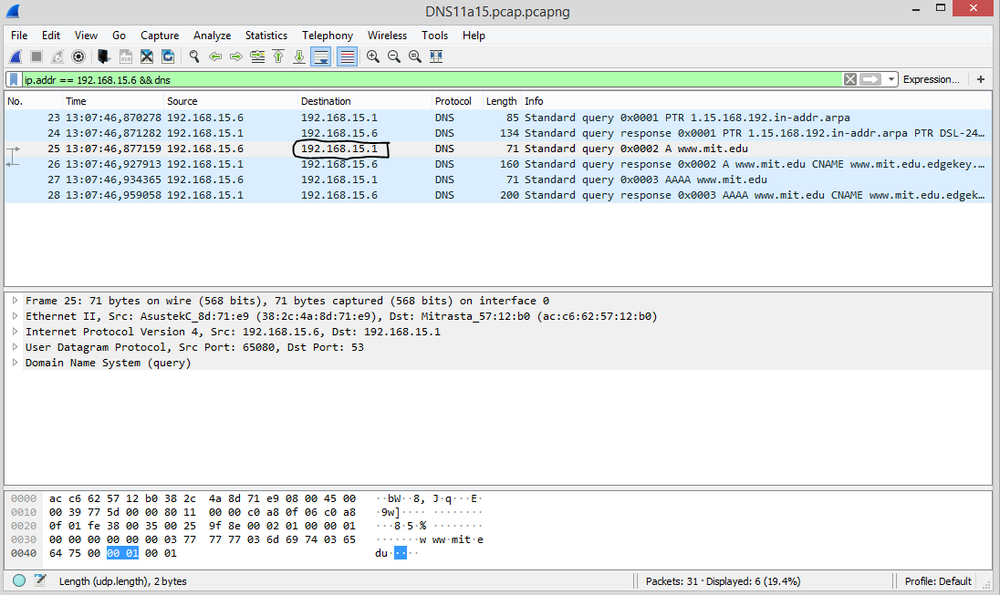 DNS11a15.pcap.pcapng
File Edit View Go Capture Analyze Statistics Telephony Wireless Tools Help
ip.addr == 192.168.15.6 && dns Expression... +
No. Time Source Destination Protocol Length Info
23 13:07:46,870278 192.168.15.6 192.168.15.1 DNS 85 Standard query 0x0001 PTR 1.15.168.192.in-addr.arpa
24 13:07:46,871282 192.168.15.1 192.168.15.6 DNS 134 Standard query response 0x0001 PTR 1.15.168.192.in-addr.arpa PTR DSL-24…
25 13:07:46,877159 192.168.15.6 192.168.15.1 DNS 71 Standard query 0x0002 A www.mit.edu
26 13:07:46,927913 192.168.15.1 192.168.15.6 DNS 160 Standard query response 0x0002 A www.mit.edu CNAME www.mit.edu.edgekey.…
27 13:07:46,934365 192.168.15.6 192.168.15.1 DNS 71 Standard query 0x0003 AAAA www.mit.edu
28 13:07:46,959058 192.168.15.1 192.168.15.6 DNS 200 Standard query response 0x0003 AAAA www.mit.edu CNAME www.mit.edu.edgek…
Frame 25: 71 bytes on wire (568 bits), 71 bytes captured (568 bits) on interface 0
Ethernet II, Src: AsustekC_8d:71:e9 (38:2c:4a:8d:71:e9), Dst: Mitrasta_57:12:b0 (ac:c6:62:57:12:b0)
Internet Protocol Version 4, Src: 192.168.15.6, Dst: 192.168.15.1
User Datagram Protocol, Src Port: 65080, Dst Port: 53
Domain Name System (query)
0000 ac c6 62 57 12 b0 38 2c 4a 8d 71 e9 08 00 45 00 ··bW··8, J·q···E·
0010 00 39 77 5d 00 00 80 11 00 00 c0 a8 0f 06 c0 a8 ·9w]···· ········
0020 0f 01 fe 38 00 35 00 25 9f 8e 00 02 01 00 00 01 ···8·5·% ········
0030 00 00 00 00 00 00 03 77 77 77 03 6d 69 74 03 65 ·······w ww·mit·e
0040 64 75 00 00 01 00 01 du·····
Length (udp.length), 2 bytes Packets: 31 · Displayed: 6 (19.4%) Profile: Default